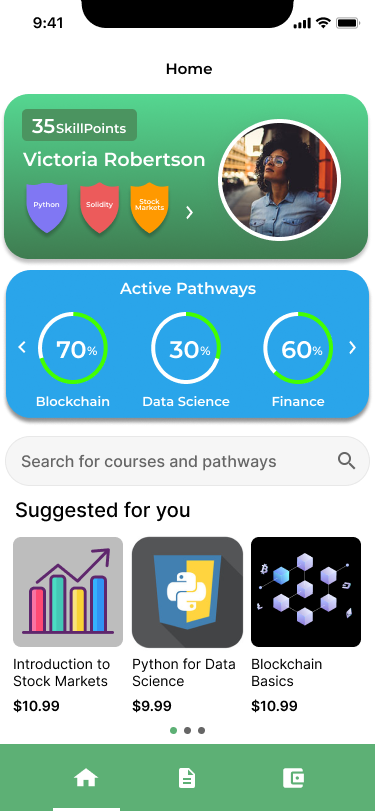 9:41
Home
35 SkillPoints
Victoria Robertson
Python
Solidity
Stock
Markets
Active Pathways
70%
30%
60%
Blockchain
Data Science
Finance
Search for courses and pathways
Suggested for you
Introduction to
Stock Markets
$10.99
Python for Data
Science
$9.99
Blockchain
Basics
$10.99